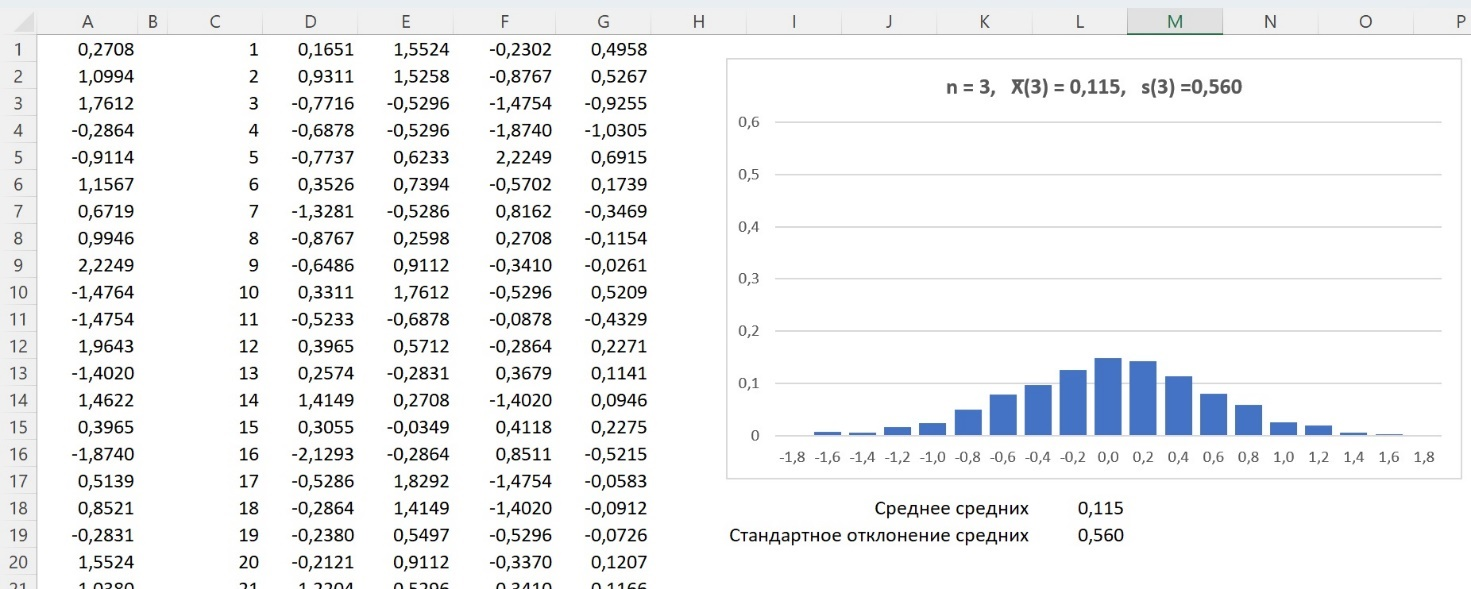 A B C D E F G H I J K L M N O P
1 0,2708 1 0,1651 1,5524 -0,2302 0,4958
2 1,0994 2 0,9311 1,5258 -0,8767 0,5267
3 1,7612 3 -0,7716 -0,5296 -1,4754 -0,9255
4 -0,2864 4 -0,6878 -0,5296 -1,8740 -1,0305
5 -0,9114 5 -0,7737 0,6233 2,2249 0,6915
6 1,1567 6 0,3526 0,7394 -0,5702 0,1739
7 0,6719 7 -1,3281 -0,5286 0,8162 -0,3469
8 0,9946 8 -0,8767 0,2598 0,2708 -0,1154
9 2,2249 9 -0,6486 0,9112 -0,3410 -0,0261
10 -1,4764 10 0,3311 1,7612 -0,5296 0,5209
11 -1,4754 11 -0,5233 -0,6878 -0,0878 -0,4329
12 1,9643 12 0,3965 0,5712 -0,2864 0,2271
13 -1,4020 13 0,2574 -0,2831 0,3679 0,1141
14 1,4622 14 1,4149 0,2708 -1,4020 0,0946
15 0,3965 15 0,3055 -0,0349 0,4118 0,2275
16 -1,8740 16 -2,1293 -0,2864 0,8511 -0,5215
17 0,5139 17 -0,5286 1,8292 -1,4754 -0,0583
18 0,8521 18 -0,2864 1,4149 -1,4020 -0,0912
19 -0,2831 19 -0,2380 0,5497 -0,5296 -0,0726
20 1,5524 20 -0,2121 0,9112 -0,3370 0,1207
n = 3, X̅(3) = 0,115, s(3) =0,560
0,6
0,5
0,4
0,3
0,2
0,1
0
-1,8 -1,6 -1,4 -1,2 -1,0 -0,8 -0,6 -0,4 -0,2 0,0 0,2 0,4 0,6 0,8 1,0 1,2 1,4 1,6 1,8
Среднее средних 0,115
Стандартное отклонение средних 0,560